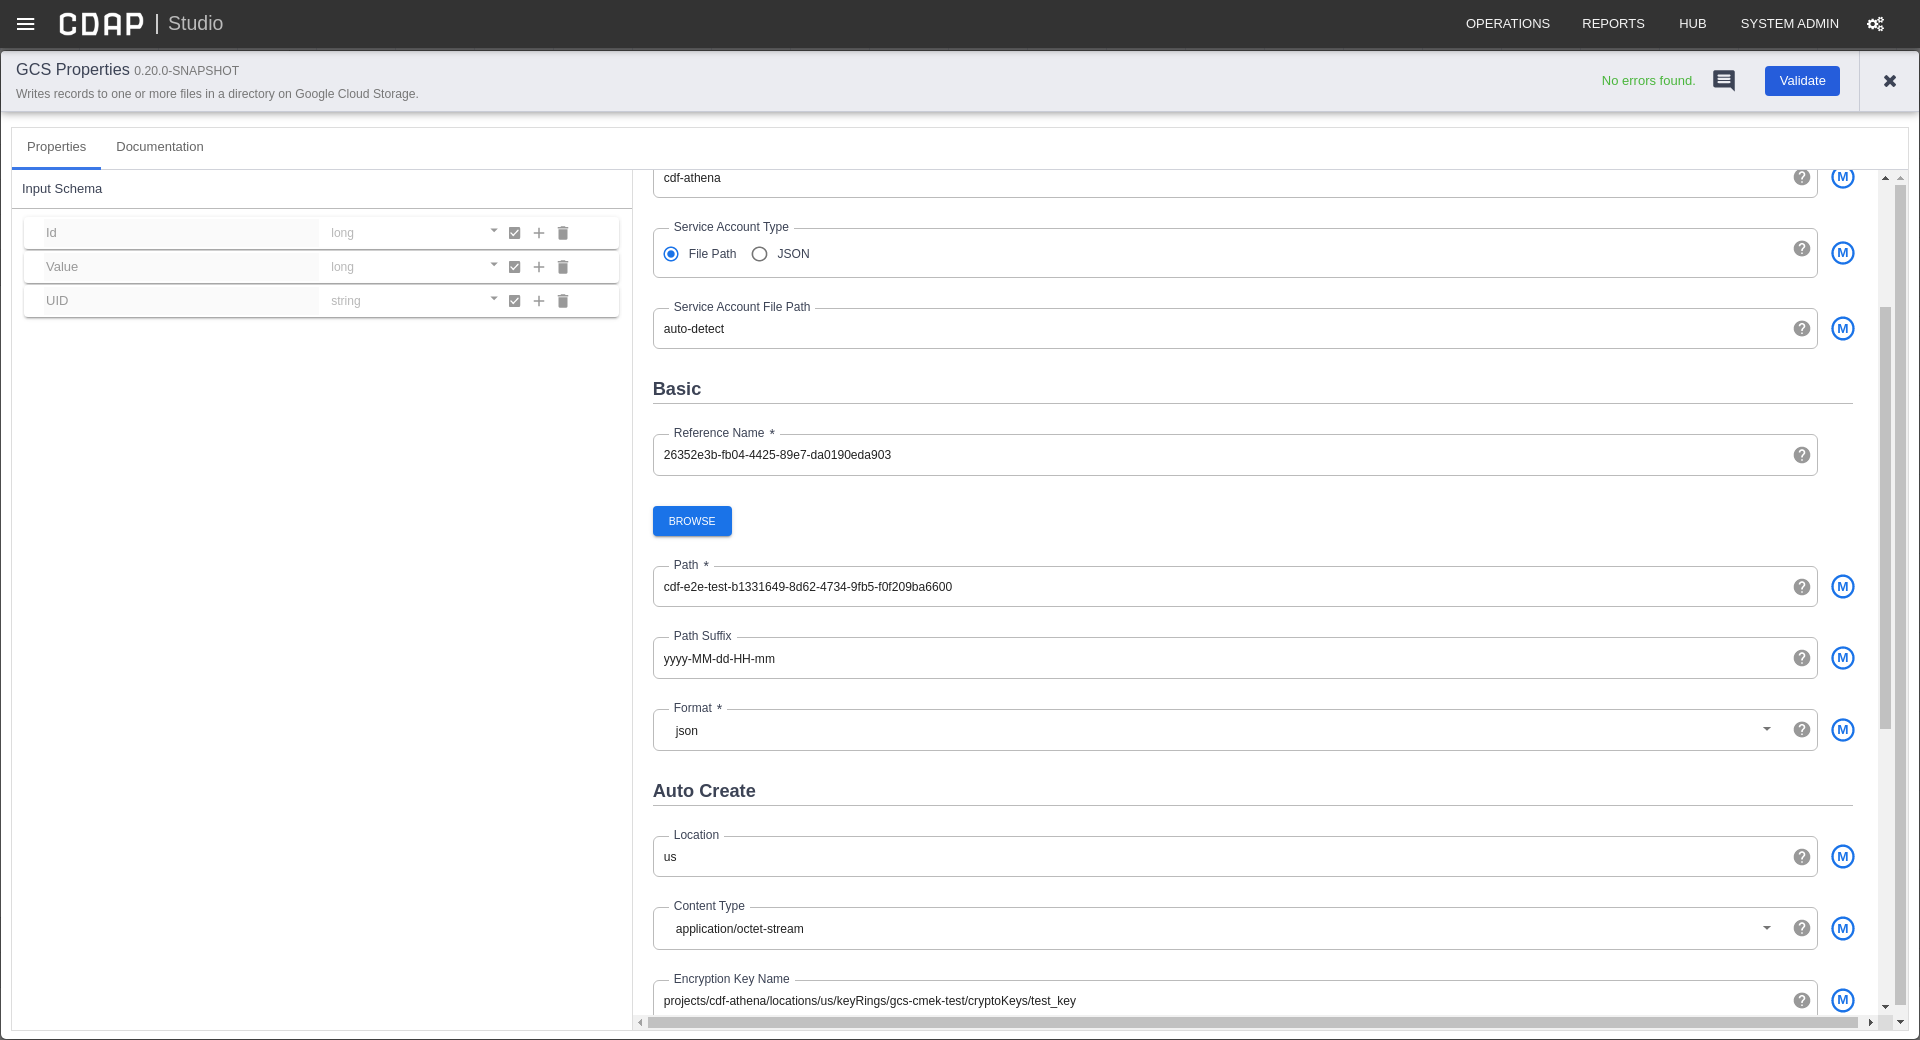 CDAP | Studio
OPERATIONS REPORTS HUB SYSTEM ADMIN
GCS Properties 0.20.0-SNAPSHOT
Writes records to one or more files in a directory on Google Cloud Storage.
No errors found.
Validate
Properties Documentation
Input Schema
Id long
Value long
UID string
cdf-athena
M
Service Account Type
File Path JSON
M
Service Account File Path
auto-detect
M
Basic
Reference Name *
26352e3b-fb04-4425-89e7-da0190eda903
BROWSE
Path *
cdf-e2e-test-b1331649-8d62-4734-9fb5-f0f209ba6600
M
Path Suffix
yyyy-MM-dd-HH-mm
M
Format *
json
M
Auto Create
Location
us
M
Content Type
application/octet-stream
M
Encryption Key Name
projects/cdf-athena/locations/us/keyRings/gcs-cmek-test/cryptoKeys/test_key
M